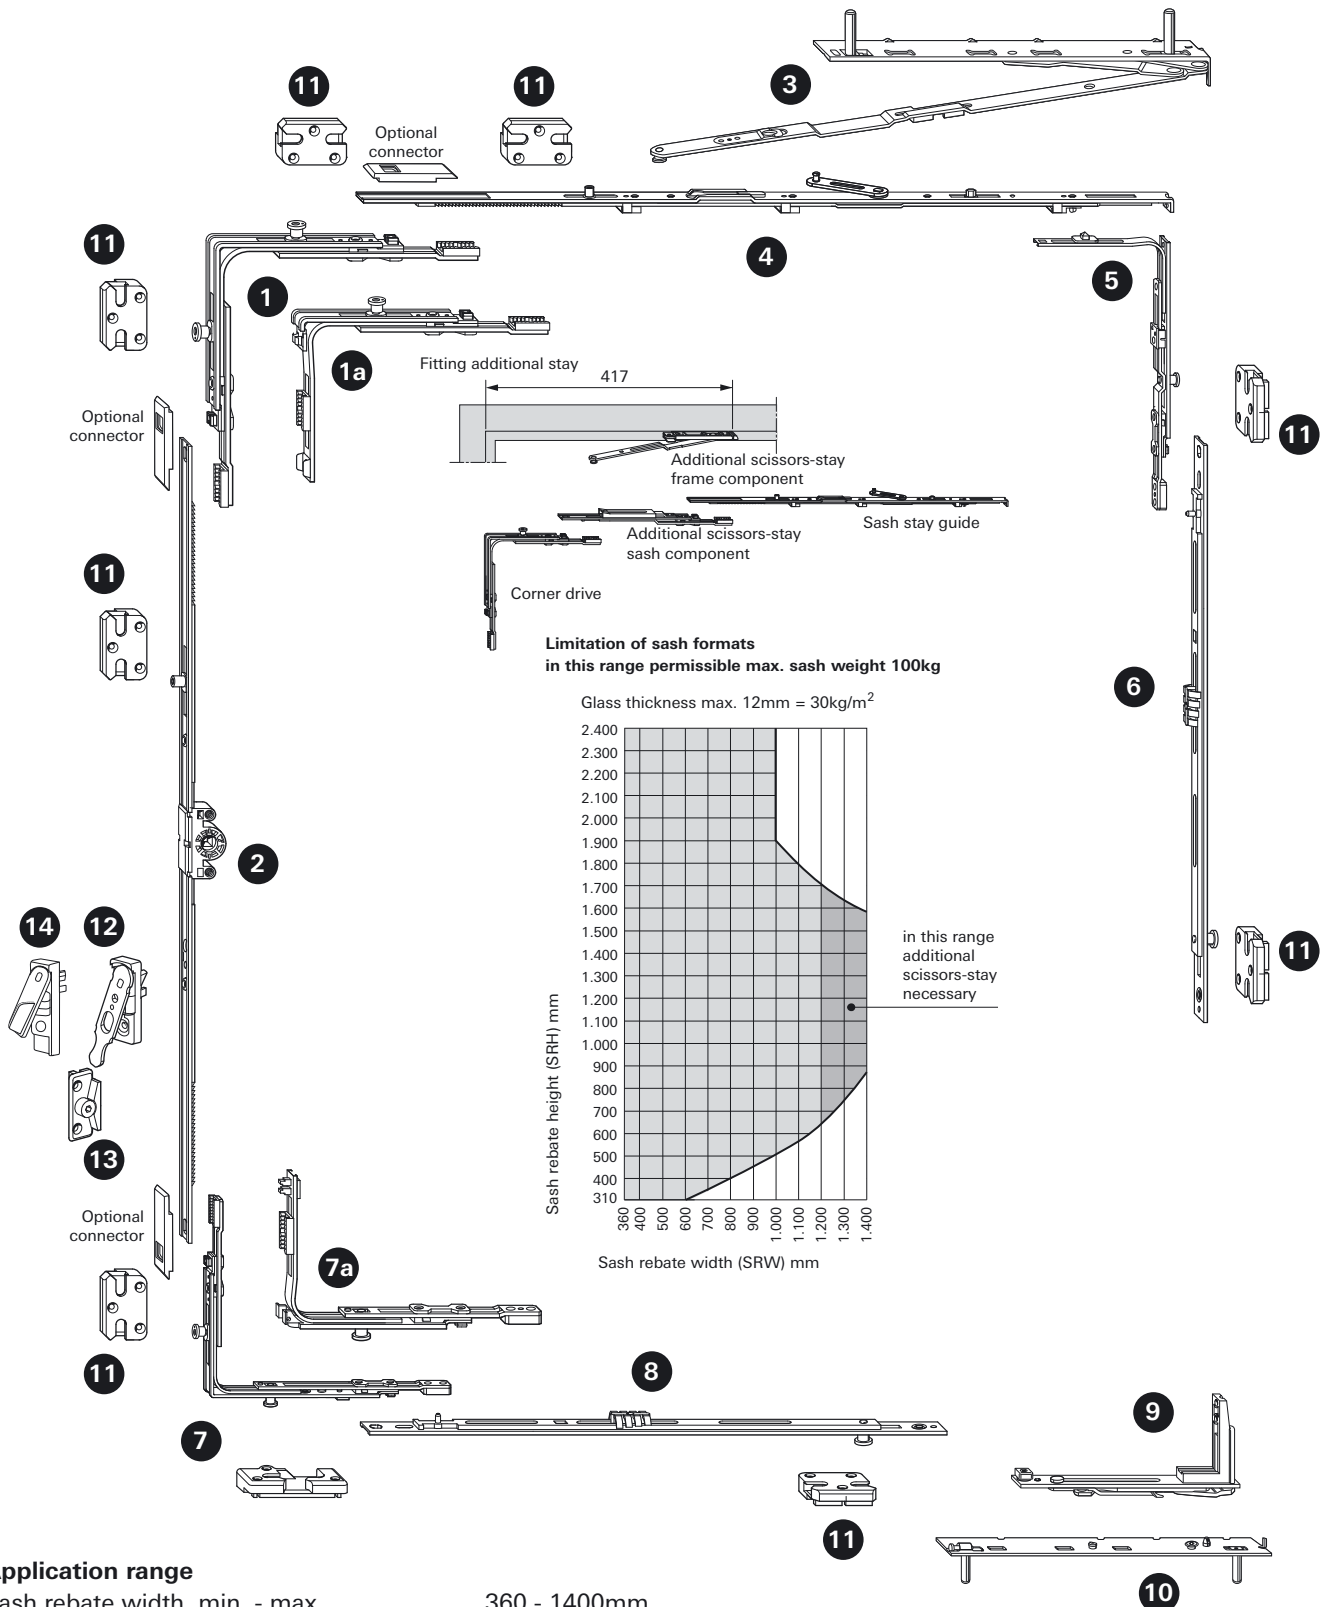 3
11
11
Optional
connector
11
4
5
1
1a
Fitting additional stay
417
Optional
connector
11
Additional scissors-stay
frame component
Sash stay guide
Additional scissors-stay
sash component
11
Corner drive
Limitation of sash formats
in this range permissible max. sash weight 100kg
6
Glass thickness max. 12mm = 30kg/m²
2.400
2.300
2.200
2.100
2.000
1.900
1.800
1.700
1.600
1.500
1.400
1.300
1.200
1.100
1.000
900
800
700
600
500
400
310
Sash rebate height (SRH) mm
360
400
500
600
700
800
900
1.000
1.100
1.200
1.300
1.400
Sash rebate width (SRW) mm
in this range
additional
scissors-stay
necessary
2
14
12
11
13
Optional
connector
7a
11
8
9
7
11
10
pplication range
ash rebate width, min. - max.
360 - 1400mm